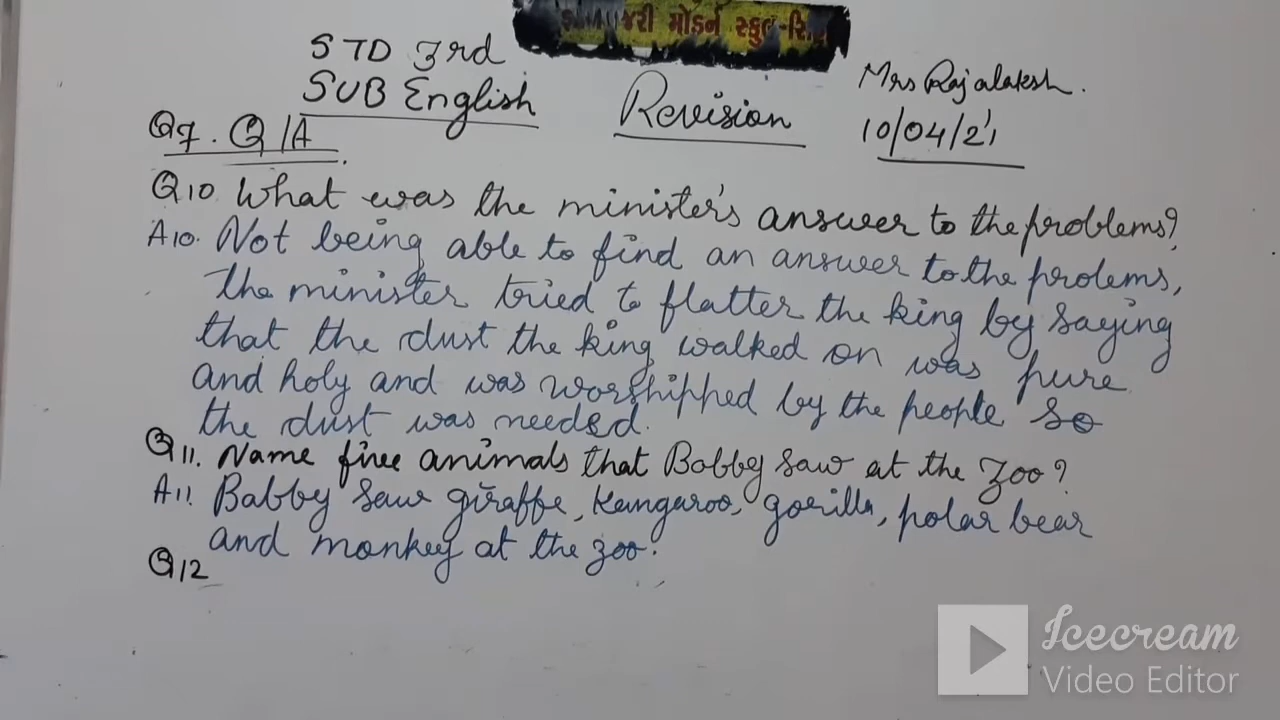 મોડર્ન સ્કુલ-
STD 3rd
SUB English
Revision
Mrs Rajalaksh.
10/04/21
Q7. Q/A
Q10. What was the minister's answer to the problems?
A10. Not being able to find an answer to the prolems,
the minister tried to flatter the king by saying
that the dust the king walked on was pure
and holy and was worshipped by the people so
the dust was needed.
Q11. Name five animals that Bobby saw at the zoo?
A11. Babby saw giraffe, kangaroo, gorilla, polar bear
and monkey at the zoo.
Q12
Icecream
Video Editor